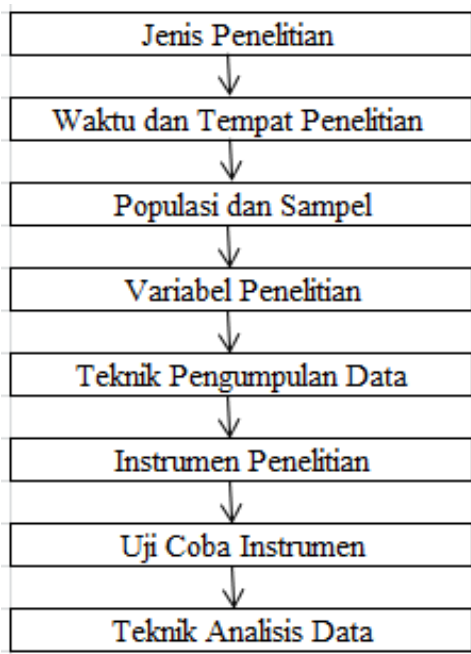 Jenis Penelitian
Waktu dan Tempat Penelitian
Populasi dan Sampel
Variabel Penelitian
Teknik Pengumpulan Data
Instrumen Penelitian
Uji Coba Instrumen
Teknik Analisis Data